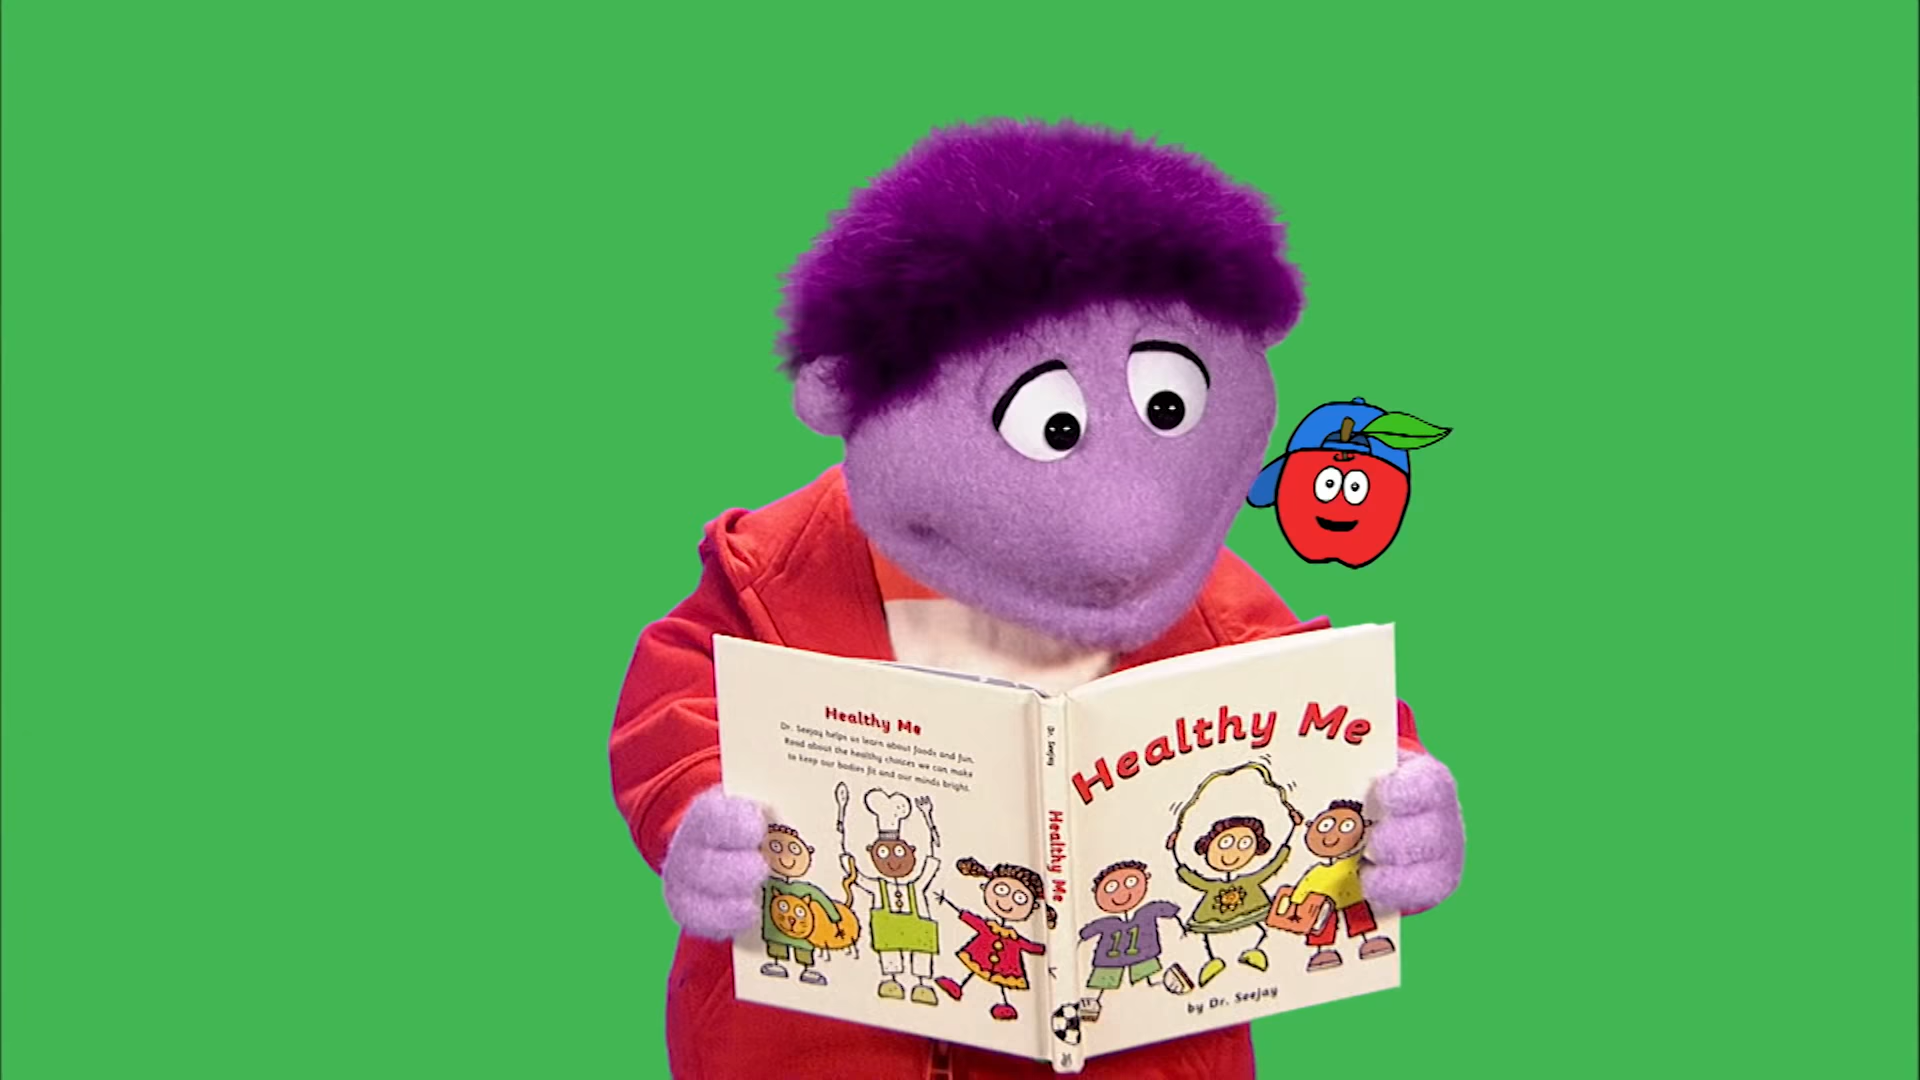 Healthy Me
Dr. Seejay helps us learn about foods and fun.
Read about the healthy choices we can make
to keep our bodies fit and our minds bright.
Dr. Seejay
Healthy Me
Healthy Me
11
by Dr. Seejay